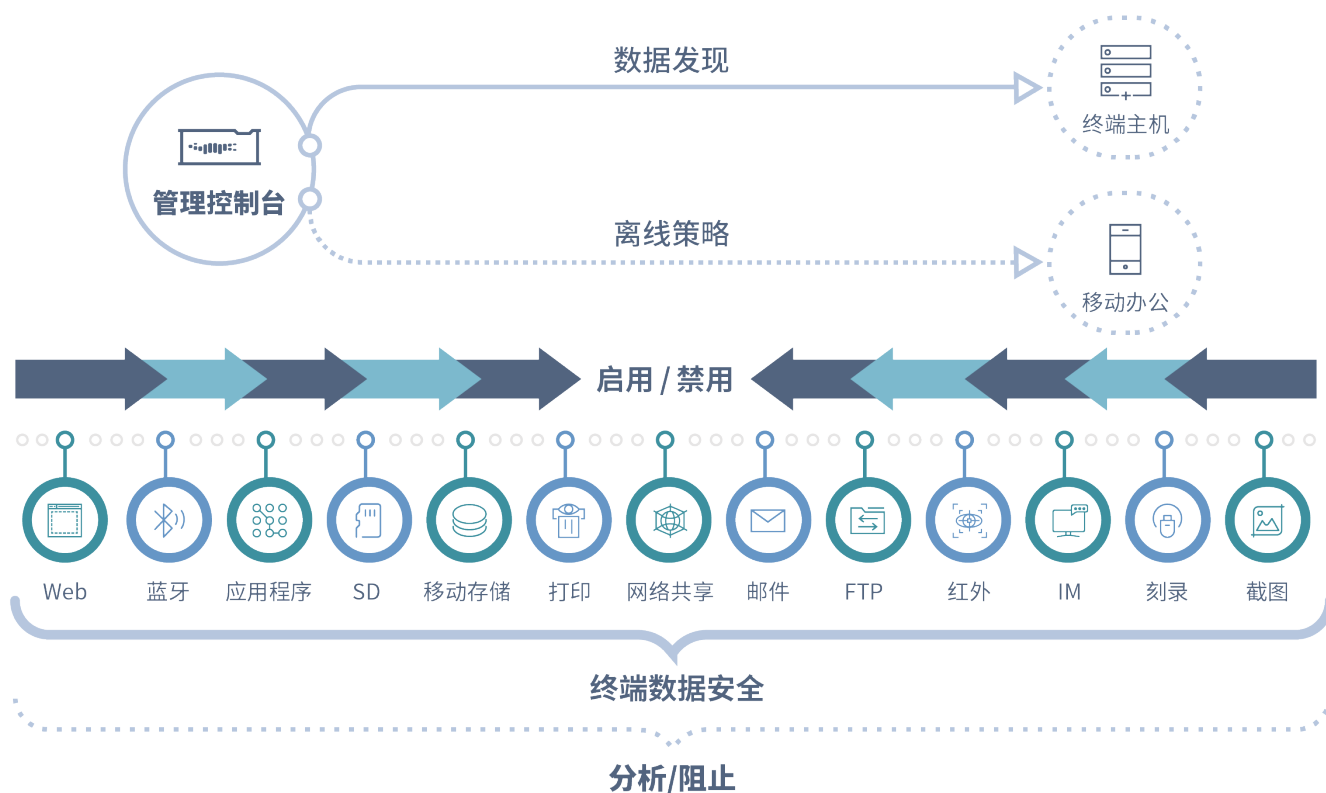 数据发现
终端主机
管理控制台
离线策略
移动办公
启用 / 禁用
Web
蓝牙
应用程序
SD
移动存储
打印
网络共享
邮件
FTP
红外
IM
刻录
截图
终端数据安全
分析/阻止